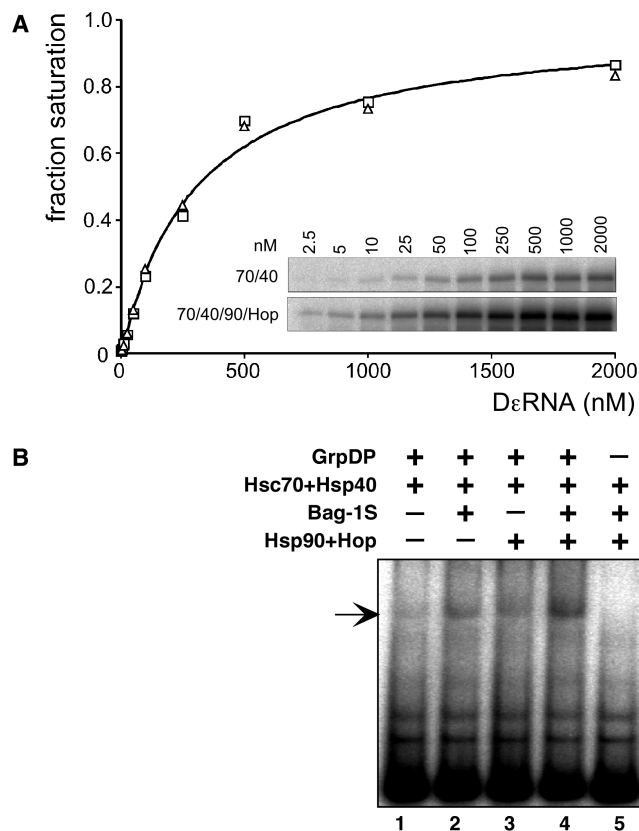 A
fraction saturation
1.0
0.8
0.6
0.4
0.2
0
0 500 1000 1500 2000
DεRNA (nM)
nM 2.5 5 10 25 50 100 250 500 1000 2000
70/40
70/40/90/Hop
B
GrpDP + + + + −
Hsc70+Hsp40 + + + + +
Bag-1S − + − + +
Hsp90+Hop − − + + +
1 2 3 4 5